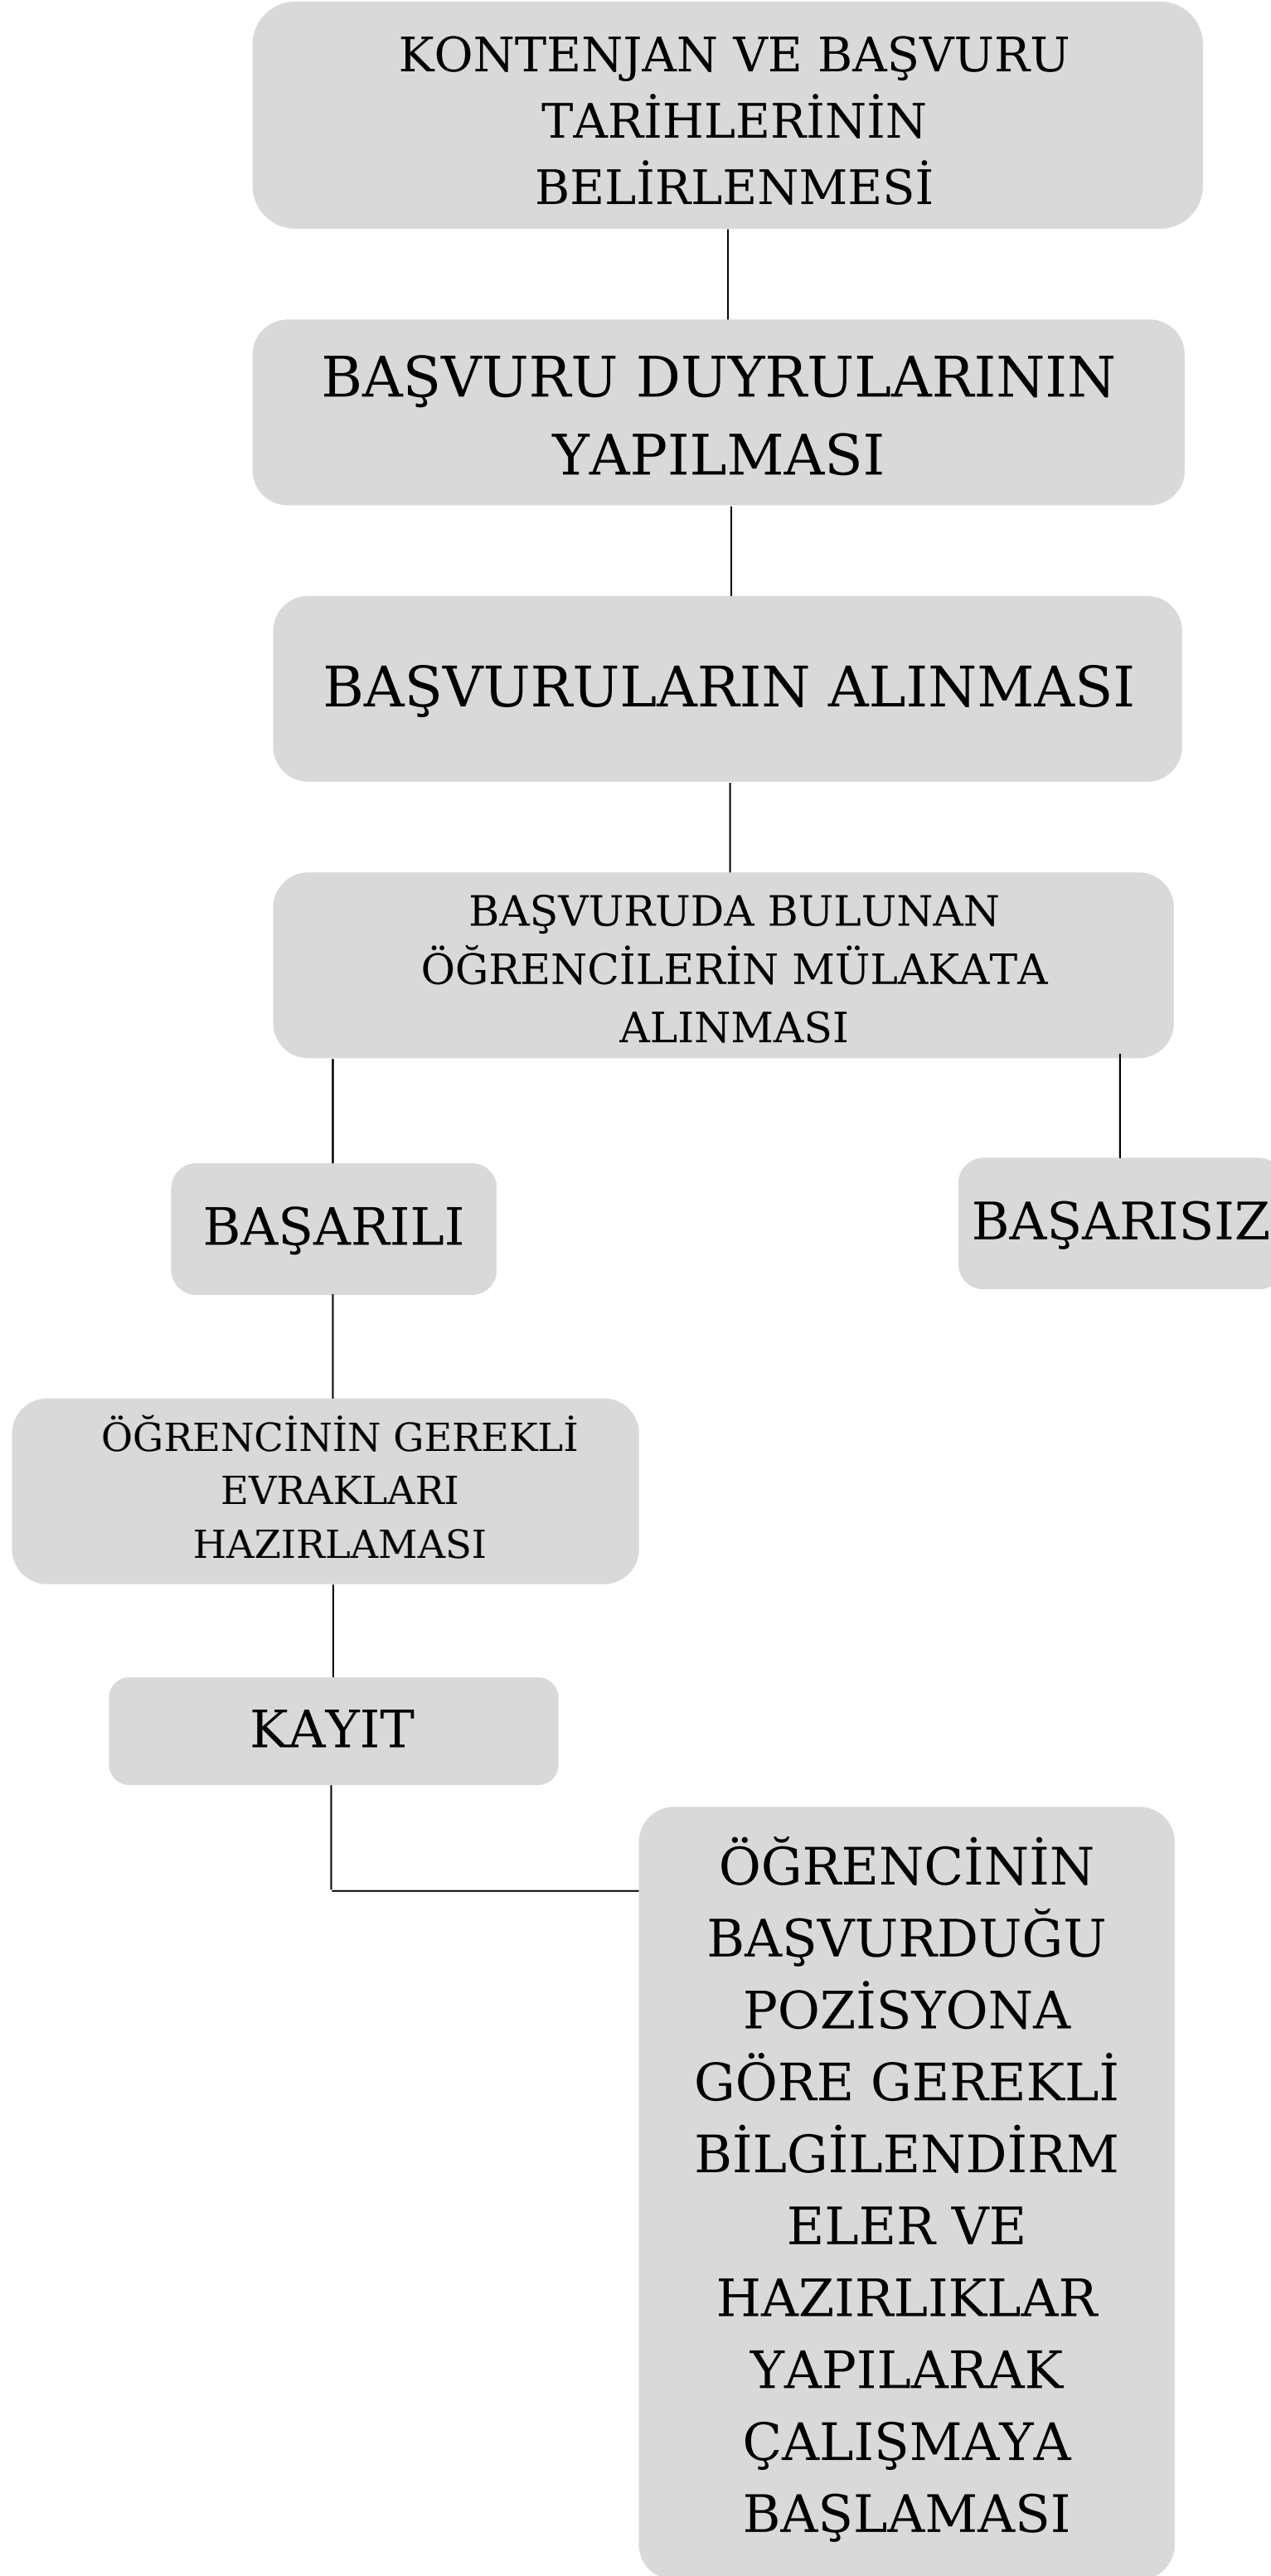 KONTENJAN VE BAŞVURU
TARİHLERİNİN
BELİRLENMESİ
BAŞVURU DUYRULARININ
YAPILMASI
BAŞVURULARIN ALINMASI
BAŞVURUDA BULUNAN
ÖĞRENCİLERİN MÜLAKATA
ALINMASI
BAŞARILI
BAŞARISIZ
ÖĞRENCİNİN GEREKLİ
EVRAKLARI
HAZIRLAMASI
KAYIT
ÖĞRENCİNİN
BAŞVURDUĞU
POZİSYONA
GÖRE GEREKLİ
BİLGİLENDİRM
ELER VE
HAZIRLIKLAR
YAPILARAK
ÇALIŞMAYA
BAŞLAMASI